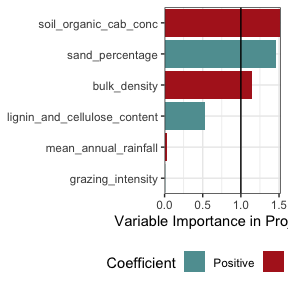 soil_organic_cab_conc
sand_percentage
bulk_density
lignin_and_cellulose_content
mean_annual_rainfall
grazing_intensity
0.0 0.5 1.0 1.5
Variable Importance in Proj
Coefficient Positive